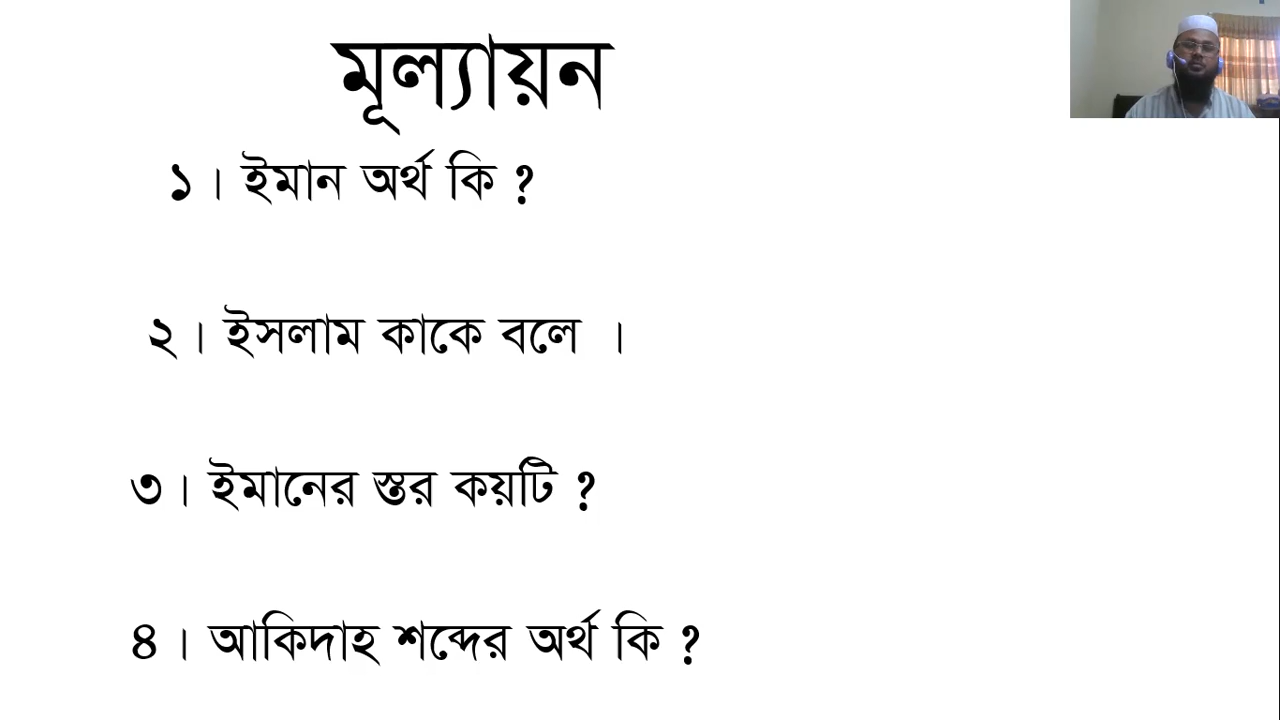 মূল্যায়ন
১। ইমান অর্থ কি ?
২। ইসলাম কাকে বলে ।
৩। ইমানের স্তর কয়টি ?
৪। আকিদাহ শব্দের অর্থ কি ?